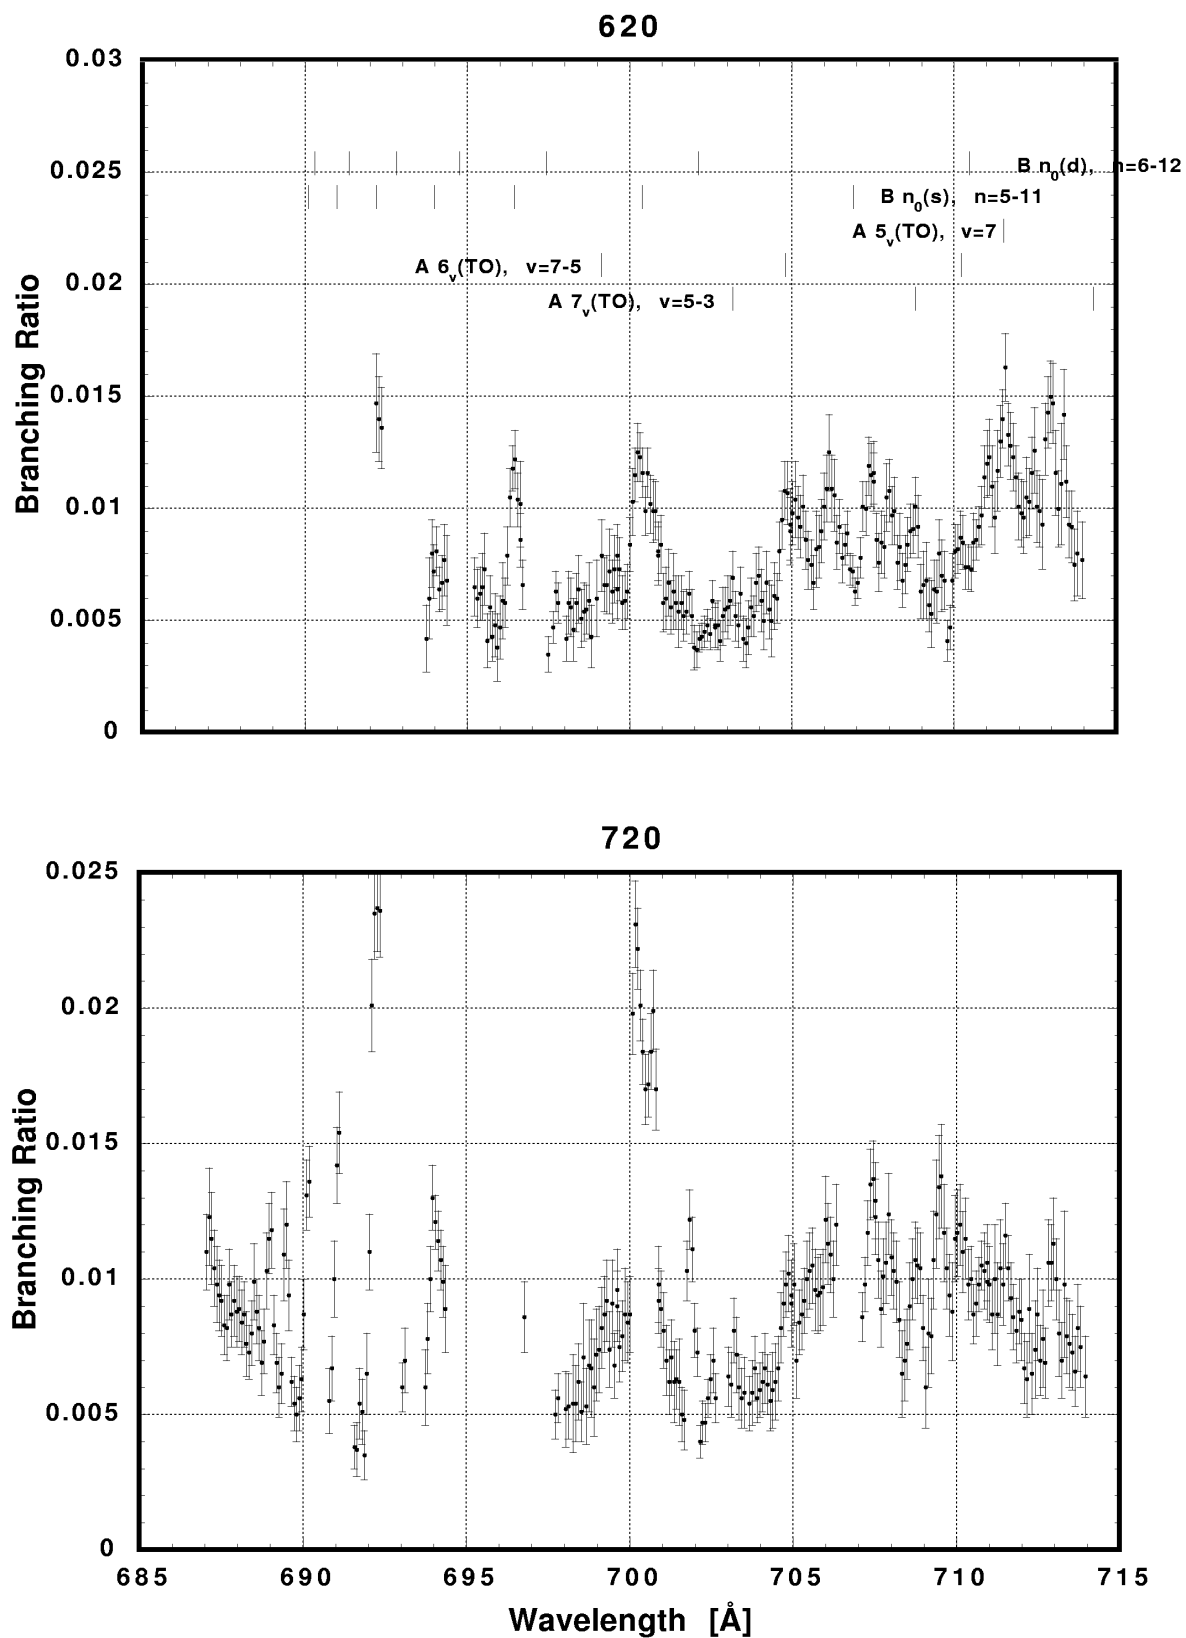 620
0.03
B n0(d), n=6-12
0.025
B n0(s), n=5-11
A 5v(TO), v=7
A 6v(TO), v=7-5
0.02
A 7v(TO), v=5-3
0.015
0.01
0.005
0
Branching Ratio
720
0.025
0.02
0.015
0.01
0.005
0
Branching Ratio
685 690 695 700 705 710 715
Wavelength [Å]